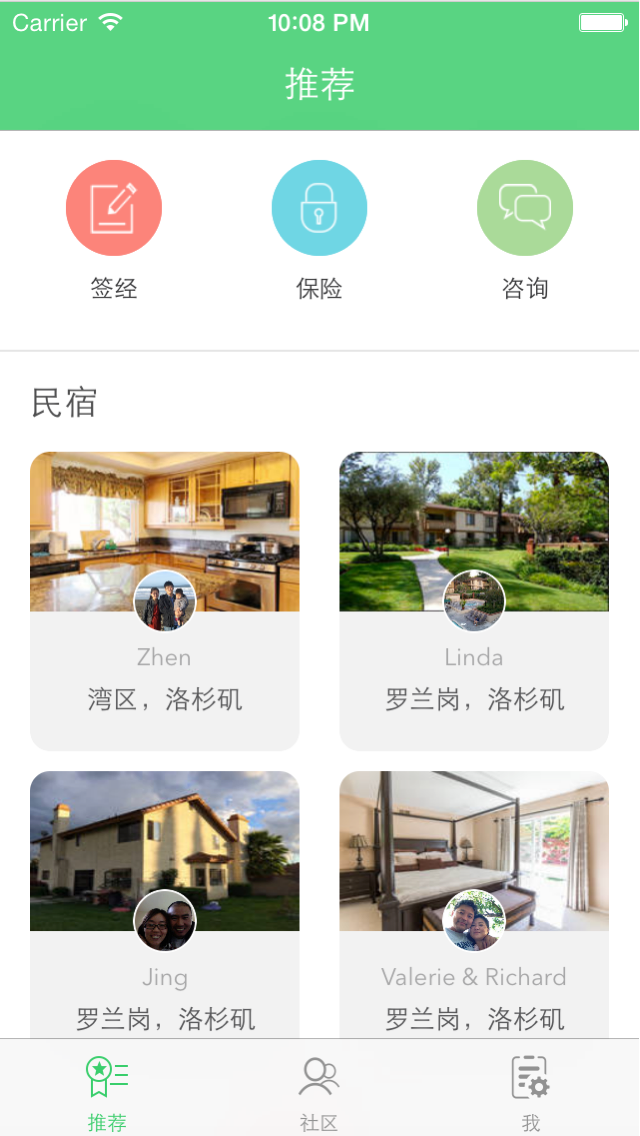 Carrier 10:08 PM
推荐
签经 保险 咨询
民宿
Zhen Linda
湾区，洛杉矶 罗兰岗，洛杉矶
Jing Valerie & Richard
罗兰岗，洛杉矶 罗兰岗，洛杉矶
推荐 社区 我